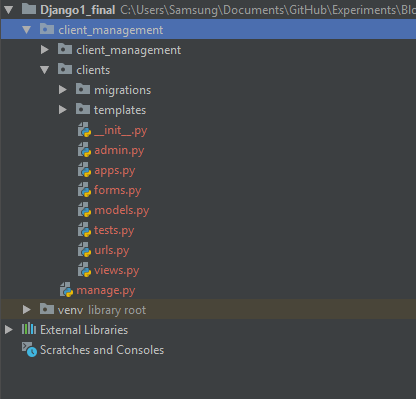 Django1_final C:\Users\Samsung\Documents\GitHub\Experiments\Blo
client_management
client_management
clients
migrations
templates
__init__.py
admin.py
apps.py
forms.py
models.py
tests.py
urls.py
views.py
manage.py
venv library root
External Libraries
Scratches and Consoles